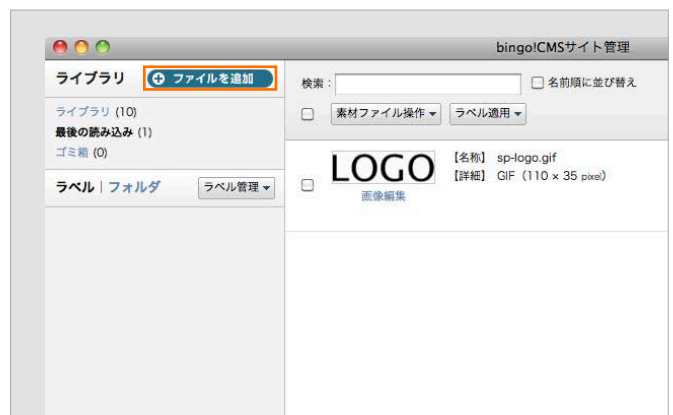 bingo!CMSサイト管理
ライブラリ ファイルを追加
ライブラリ (10)
最後の読み込み (1)
ゴミ箱 (0)
ラベル | フォルダ ラベル管理
検索: 名前順に並び替え
素材ファイル操作 ラベル適用
LOGO
画像編集
【名称】 sp-logo.gif
【詳細】 GIF (110 × 35 pixel)